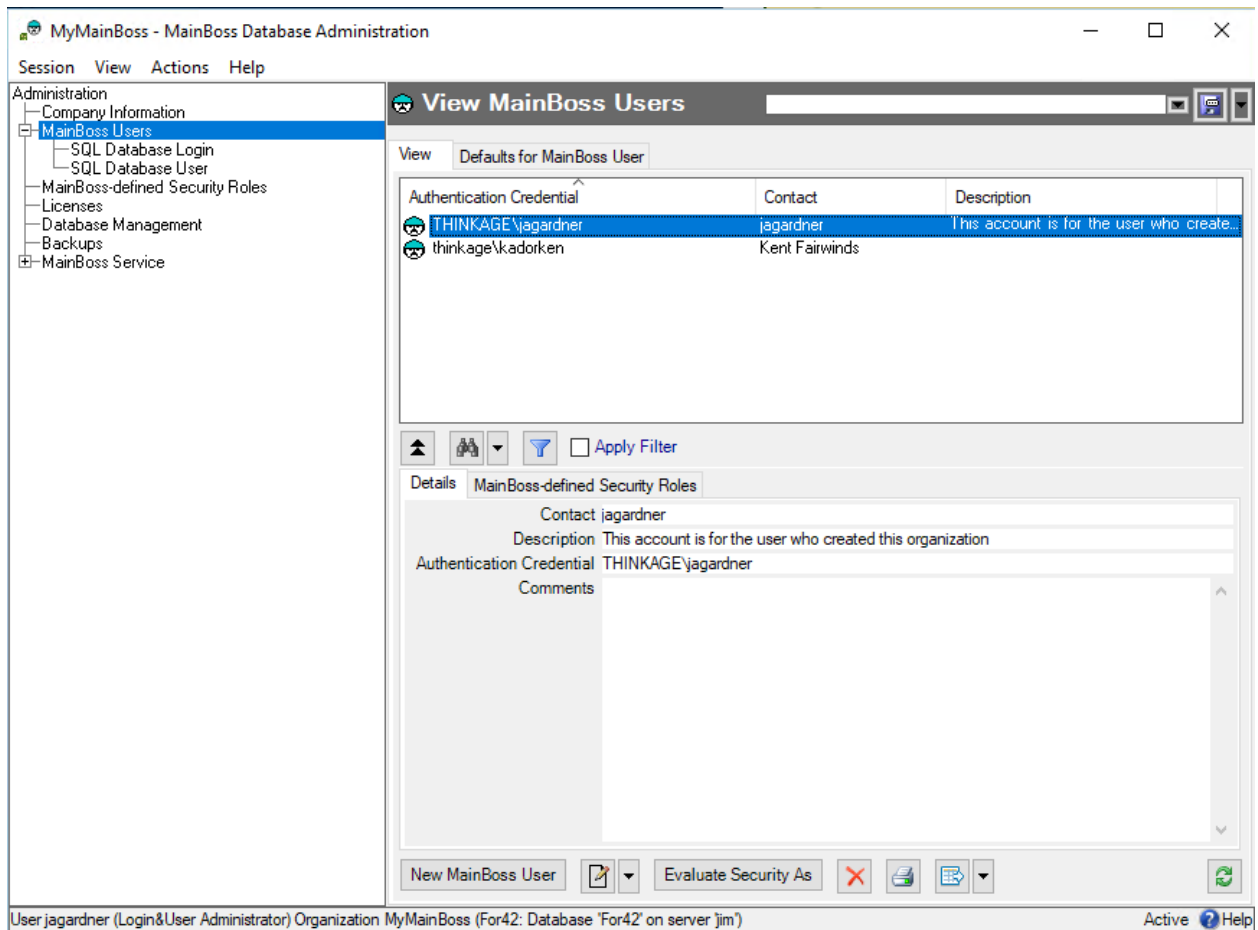 MyMainBoss - MainBoss Database Administration
Session View Actions Help
Administration
Company Information
MainBoss Users
SQL Database Login
SQL Database User
MainBoss-defined Security Roles
Licenses
Database Management
Backups
MainBoss Service
View MainBoss Users
View Defaults for MainBoss User
Authentication Credential Contact Description
THINKAGE\jagardner jagardner This account is for the user who create...
thinkage\kadorken Kent Fairwinds
Apply Filter
Details MainBoss-defined Security Roles
Contact jagardner
Description This account is for the user who created this organization
Authentication Credential THINKAGE\jagardner
Comments
New MainBoss User Evaluate Security As
User jagardner (Login&User Administrator) Organization MyMainBoss (For42: Database 'For42' on server 'jim') Active Help